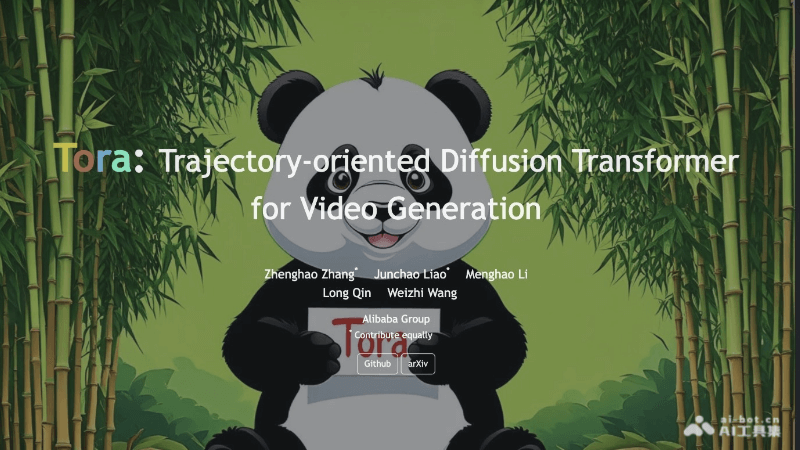 Tora: Trajectory-oriented Diffusion Transformer
for Video Generation
Zhenghao Zhang* Junchao Liao* Menghao Li
Long Qin Weizhi Wang
Alibaba Group
* Contribute equally
Tora
Github arXiv
ai-bot.cn
AI工具集